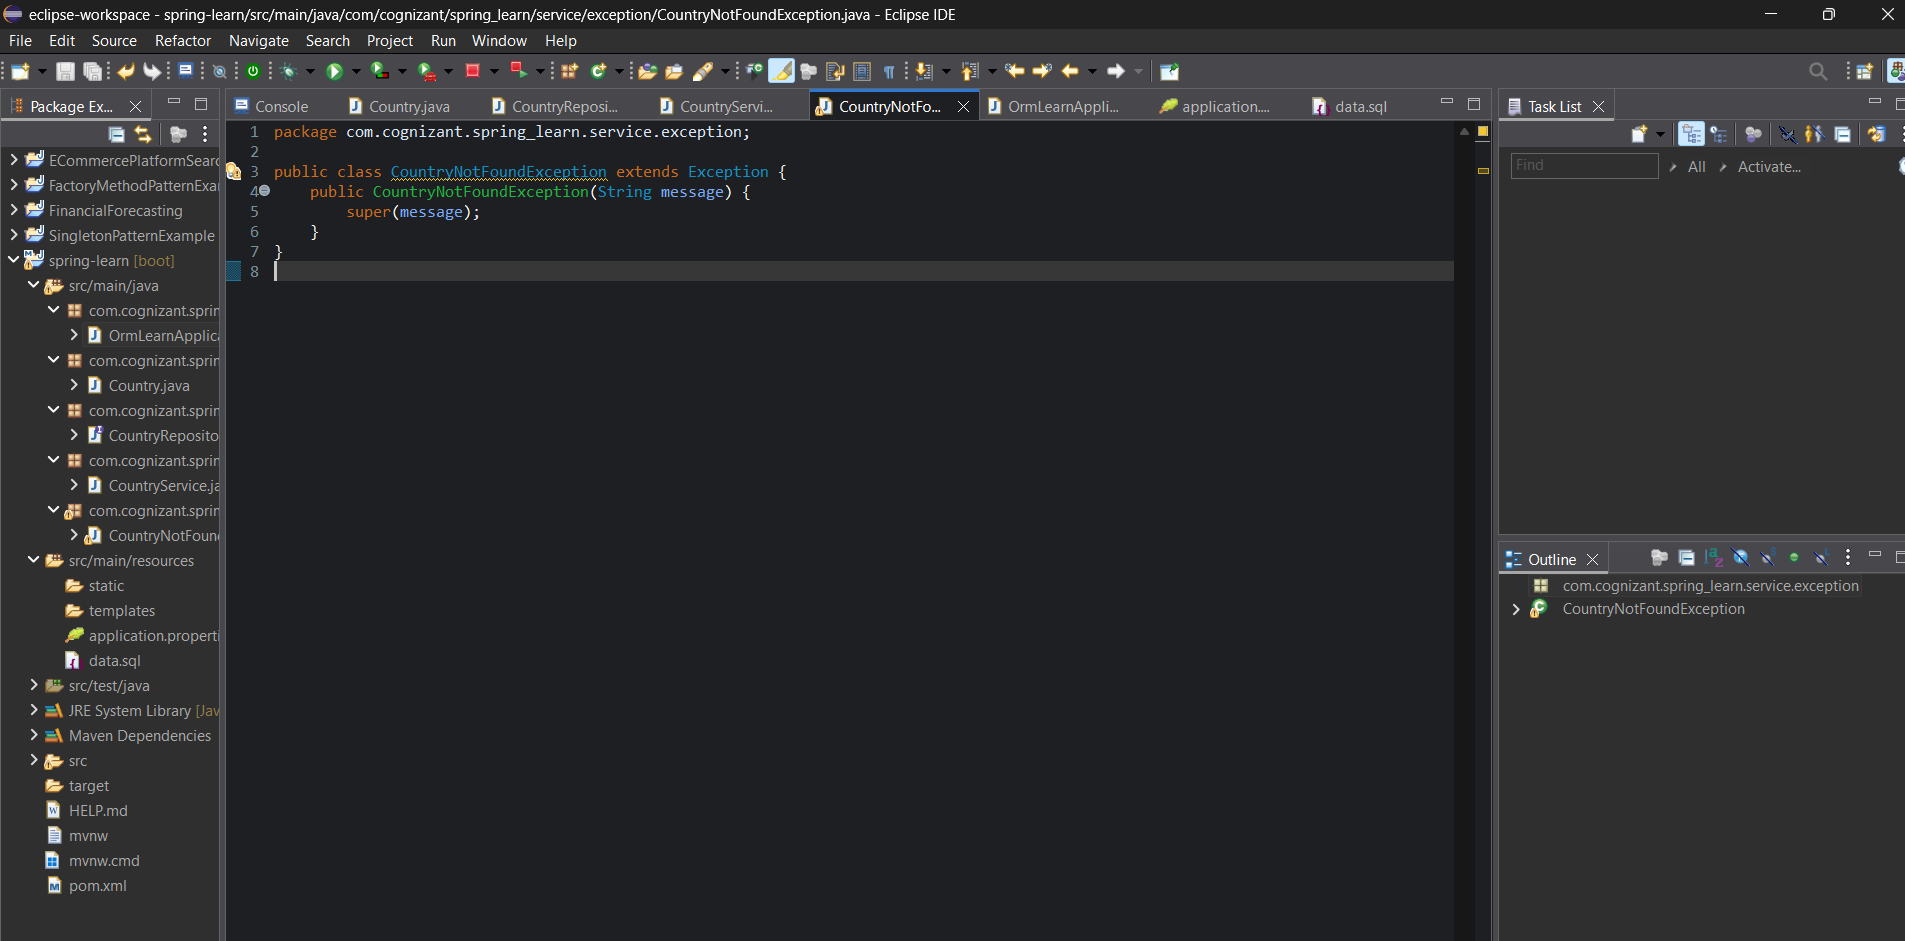 eclipse-workspace - spring-learn/src/main/java/com/cognizant/spring_learn/service/exception/CountryNotFoundException.java - Eclipse IDE
File Edit Source Refactor Navigate Search Project Run Window Help
Package Ex...
ECommercePlatformSearc
FactoryMethodPatternExa
FinancialForecasting
SingletonPatternExample
spring-learn [boot]
src/main/java
com.cognizant.sprin
OrmLearnApplica
com.cognizant.sprin
Country.java
com.cognizant.sprin
CountryReposito
com.cognizant.sprin
CountryService.ja
com.cognizant.sprin
CountryNotFoun
src/main/resources
static
templates
application.properti
data.sql
src/test/java
JRE System Library [Jav
Maven Dependencies
src
target
HELP.md
mvnw
mvnw.cmd
pom.xml
Console Country.java CountryReposi... CountryServi... CountryNotFo... OrmLearnAppli... application.... data.sql
1 package com.cognizant.spring_learn.service.exception;
2
3 public class CountryNotFoundException extends Exception {
4 public CountryNotFoundException(String message) {
5 super(message);
6 }
7 }
8
Task List
Find All Activate...
Outline
com.cognizant.spring_learn.service.exception
CountryNotFoundException